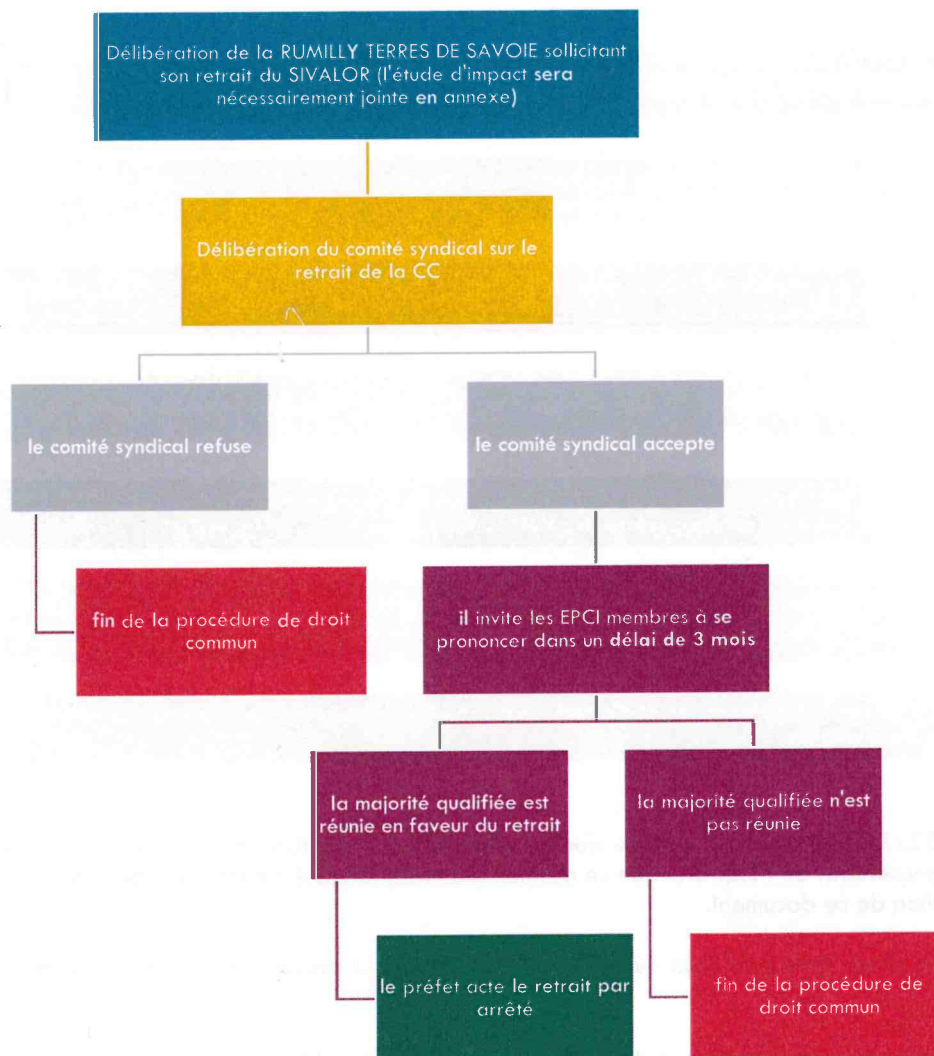 Délibération de la RUMILLY TERRES DE SAVOIE sollicitant
son retrait du SIVALOR (l'étude d'impact sera
nécessairement jointe en annexe)
Délibération du comité syndical sur le
retrait de la CC
le comité syndical refuse
le comité syndical accepte
fin de la procédure de droit
commun
il invite les EPCI membres à se
prononcer dans un délai de 3 mois
la majorité qualifiée est
réunie en faveur du retrait
la majorité qualifiée n'est
pas réunie
de ce document.
le préfet acte le retrait par
arrêté
fin de la procédure de
droit commun